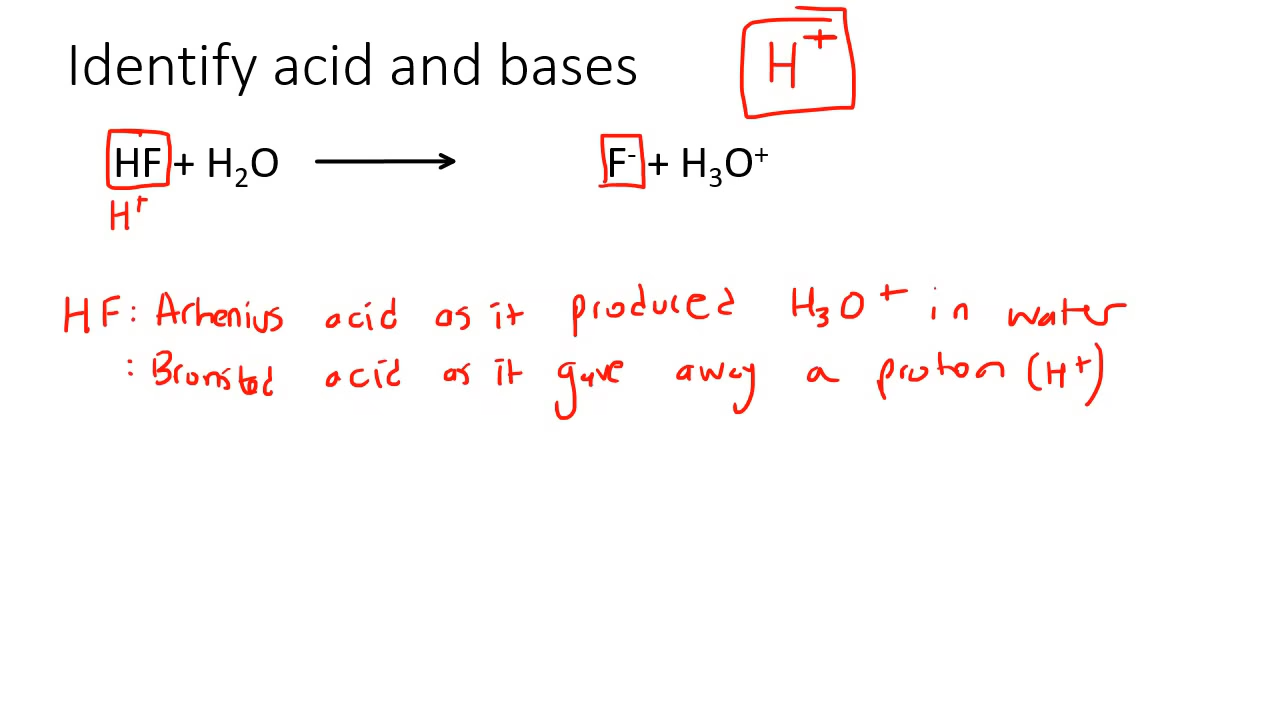 Identify acid and bases
H⁺
HF + H₂O ⟶ F⁻ + H₃O⁺
H⁺
HF: Arhenius acid as it produced H₃O⁺ in water
: Bronsted acid as it gave away a proton (H⁺)